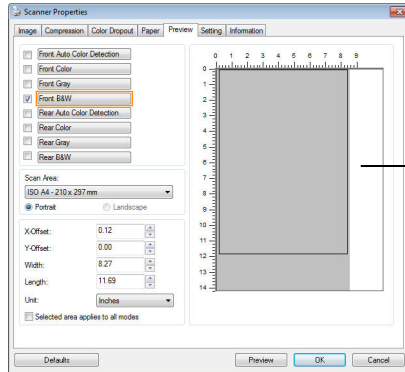 Scanner Properties
Image Compression Color Dropout Paper Preview Setting Information
Front Auto Color Detection
Front Color
Front Gray
Front B&W
Rear Auto Color Detection
Rear Color
Rear Gray
Rear B&W
Scan Area:
ISO A4 - 210 x 297 mm
Portrait Landscape
X-Offset: 0.12
Y-Offset: 0.00
Width: 8.27
Length: 11.69
Unit: Inches
Selected area applies to all modes
0 1 2 3 4 5 6 7 8 9
0
1
2
3
4
5
6
7
8
9
10
11
12
13
14
Defaults Preview OK Cancel